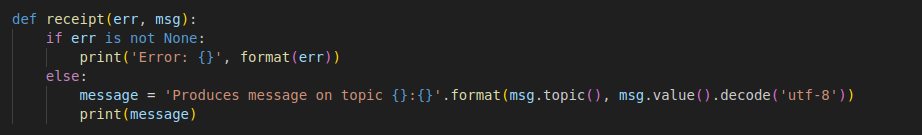 def receipt(err, msg):
    if err is not None:
        print('Error: {}', format(err))
    else:
        message = 'Produces message on topic {}:{}'.format(msg.topic(), msg.value().decode('utf-8'))
        print(message)